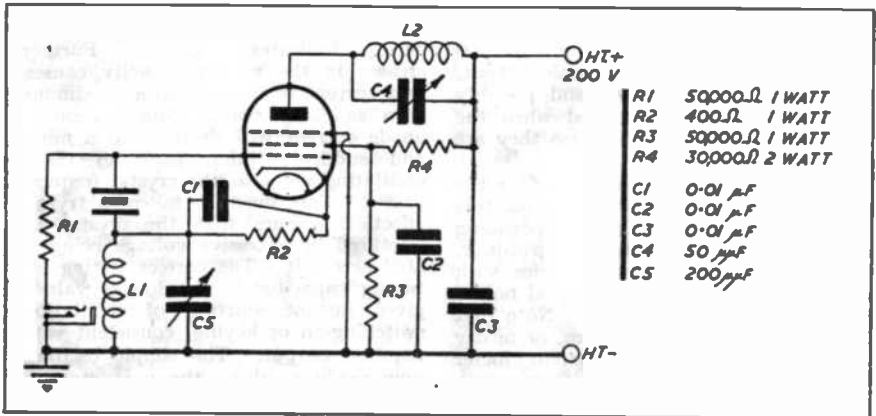 L2
HT+
200 V
C4
R4
C1
R1
R2
L1
C5
C2
R3
C3
HT-
R1 50,000Ω 1 WATT
R2 400Ω 1 WATT
R3 50,000Ω 1 WATT
R4 30,000Ω 2 WATT
C1 0·01 μF
C2 0·01 μF
C3 0·01 μF
C4 50 μμF
C5 200μμF